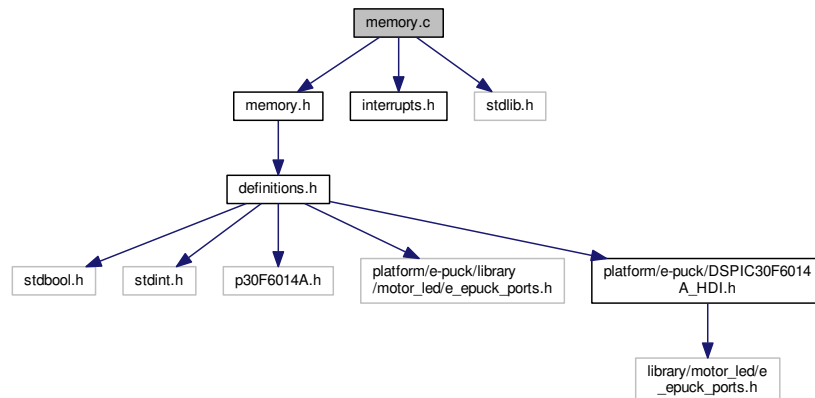 memory.c
memory.h
interrupts.h
stdlib.h
definitions.h
stdbool.h
stdint.h
p30F6014A.h
platform/e-puck/library
/motor_led/e_epuck_ports.h
platform/e-puck/DSPIC30F6014
A_HDI.h
library/motor_led/e
_epuck_ports.h